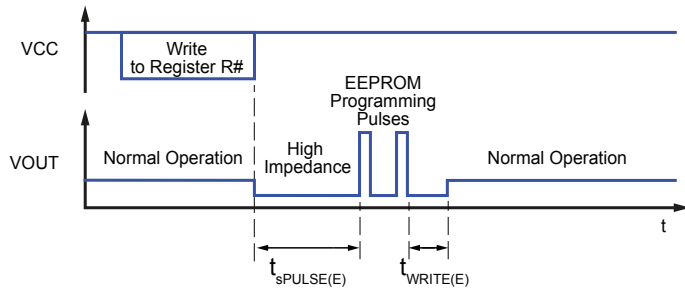 VCC
Write
to Register R#
EEPROM
Programming
Pulses
VOUT
Normal Operation
High
Impedance
Normal Operation
t
tsPULSE(E)
tWRITE(E)